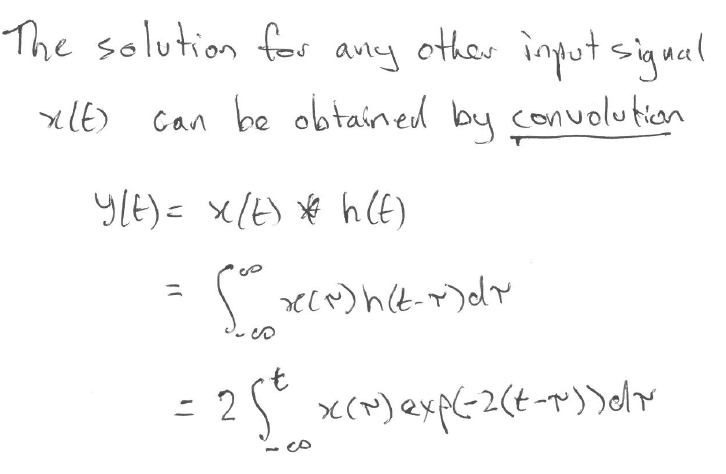 The solution for any other input signal
x(t) can be obtained by convolution
y(t) = x(t) * h(t)
= ∫_{-∞}^{∞} x(τ)h(t-τ)dτ
= 2 ∫_{-∞}^{t} x(τ) exp(-2(t-τ))dτ